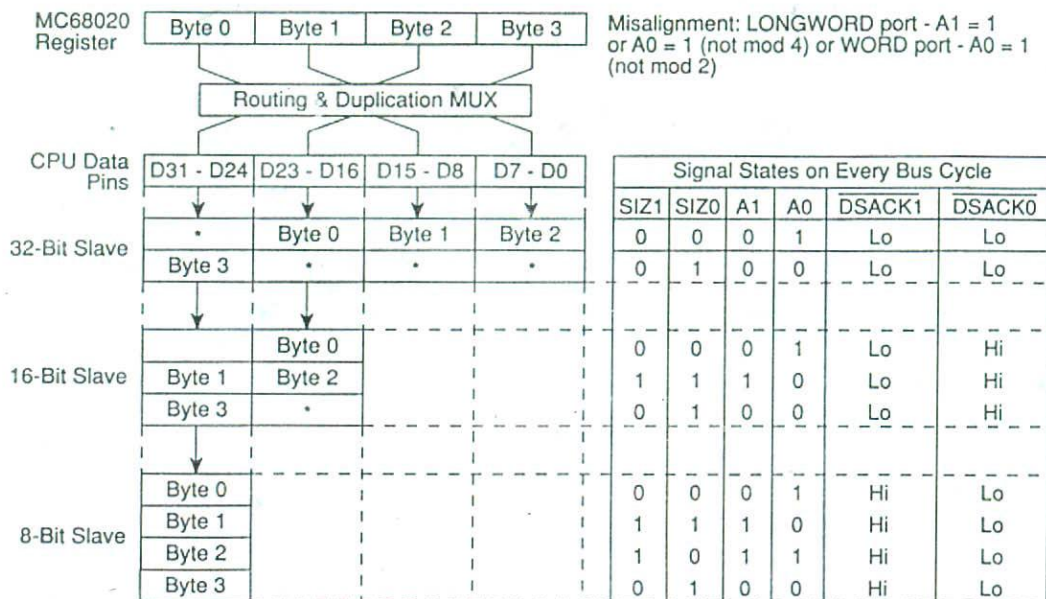 MC68020
Register
Byte 0 Byte 1 Byte 2 Byte 3
Misalignment: LONGWORD port - A1 = 1
or A0 = 1 (not mod 4) or WORD port - A0 = 1
(not mod 2)
Routing & Duplication MUX
CPU Data
Pins
D31 - D24 D23 - D16 D15 - D8 D7 - D0
Signal States on Every Bus Cycle
SIZ1 SIZ0 A1 A0 DSACK1 DSACK0
32-Bit Slave
* Byte 0 Byte 1 Byte 2 0 0 0 1 Lo Lo
Byte 3 * * * 0 1 0 0 Lo Lo
16-Bit Slave
Byte 0 0 0 0 1 Lo Hi
Byte 1 Byte 2 1 1 1 0 Lo Hi
Byte 3 * 0 1 0 0 Lo Hi
8-Bit Slave
Byte 0 0 0 0 1 Hi Lo
Byte 1 1 1 1 0 Hi Lo
Byte 2 1 0 1 1 Hi Lo
Byte 3 0 1 0 0 Hi Lo